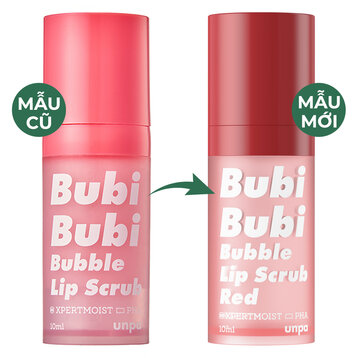 MẪU
CŨ
Bubi
Bubi
Bubble
Lip Scrub
XPERTMOIST PHA
10ml
unpa
MẪU
MỚI
Bubi
Bubi
Bubble
Lip Scrub
Red
XPERTMOIST PHA
10ml
unpa